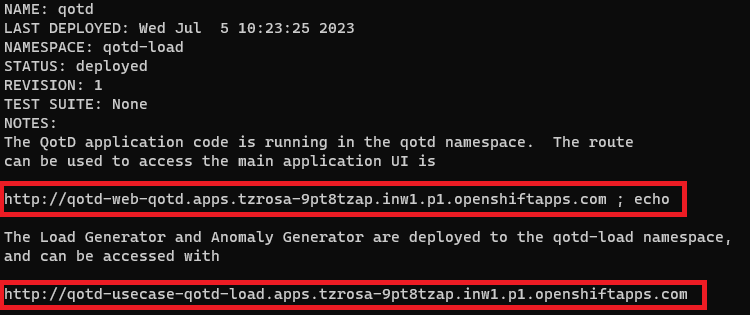 NAME: qotd
LAST DEPLOYED: Wed Jul  5 10:23:25 2023
NAMESPACE: qotd-load
STATUS: deployed
REVISION: 1
TEST SUITE: None
NOTES:
The QotD application code is running in the qotd namespace.  The route
can be used to access the main application UI is
http://qotd-web-qotd.apps.tzrosa-9pt8tzap.inw1.p1.openshiftapps.com ; echo
The Load Generator and Anomaly Generator are deployed to the qotd-load namespace,
and can be accessed with
http://qotd-usecase-qotd-load.apps.tzrosa-9pt8tzap.inw1.p1.openshiftapps.com